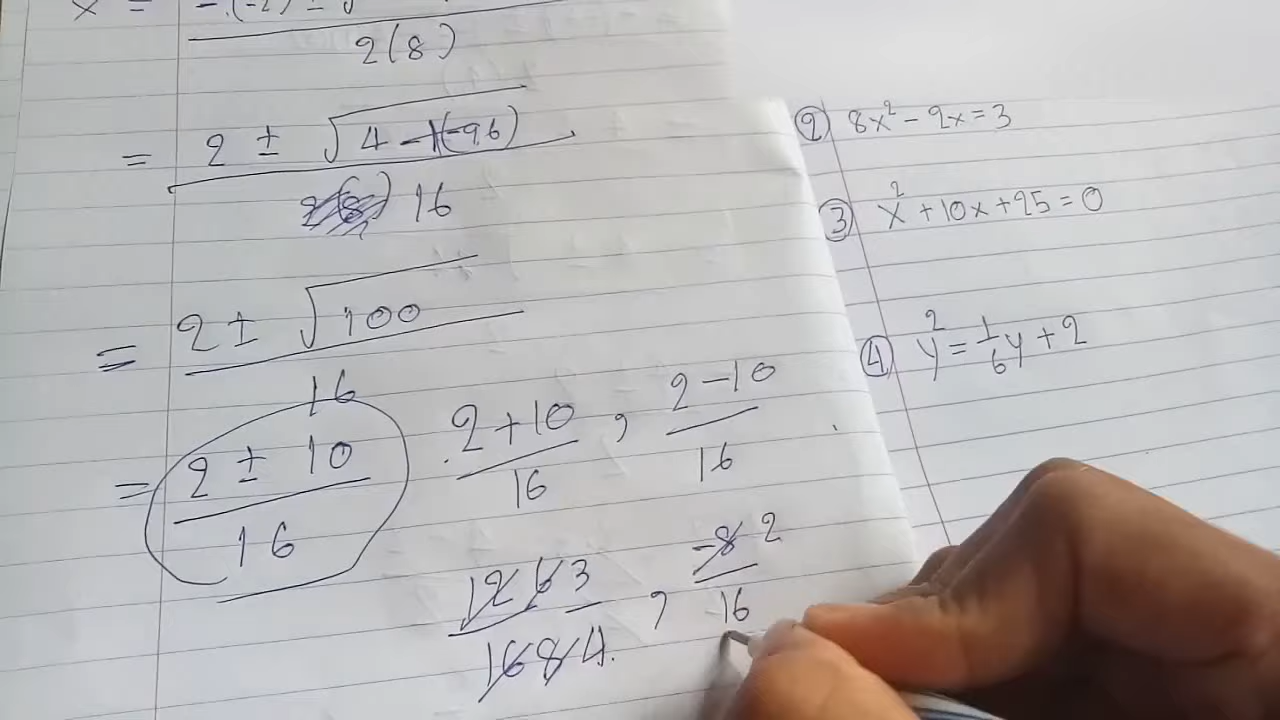 x = -.(-2) ±
2(8)
= 2 ± √4-1(-96)
16
= 2 ± √100
16
= 2 ± 10
16
2+10 , 2-10
16 16
12 6 3 , -8 2
16 8 4. 16
② 8x² - 2x = 3
③ x² + 10x + 25 = 0
④ y² = 1/6 y + 2